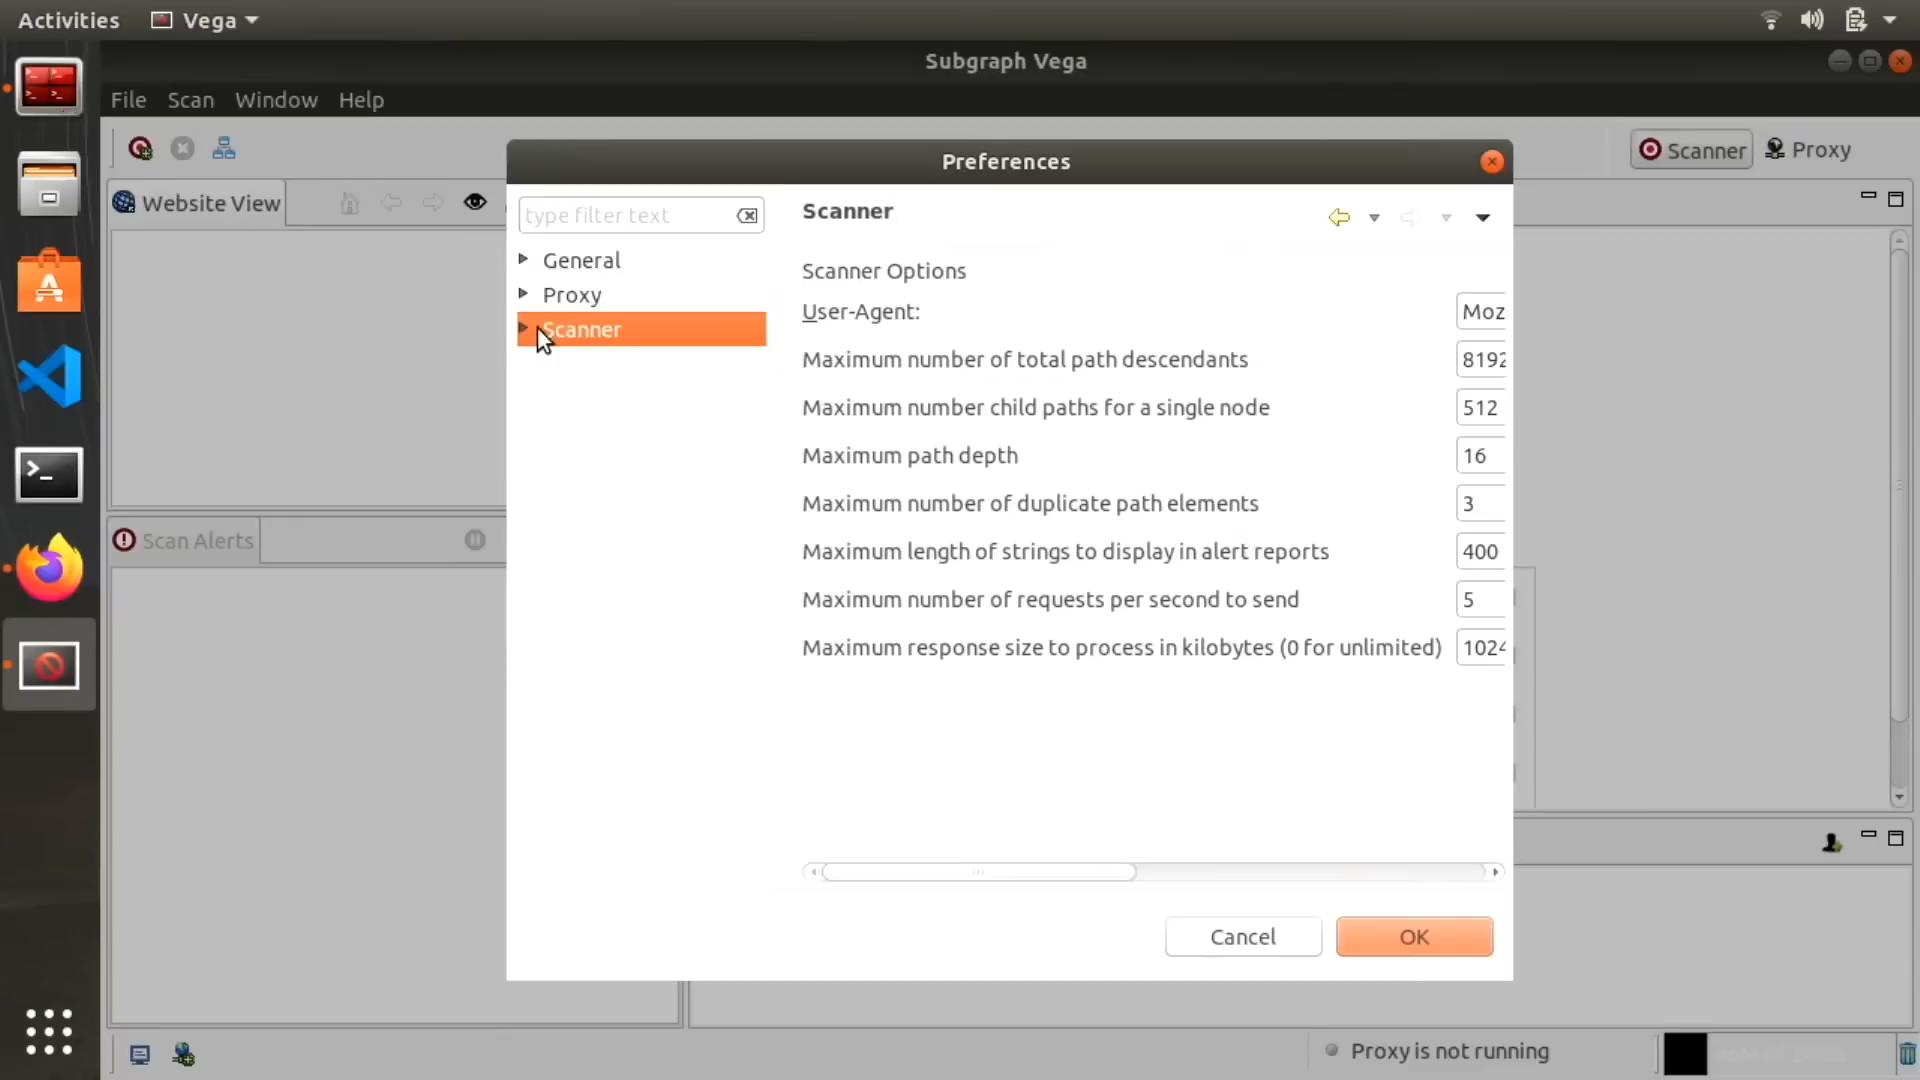 Activities
Vega
Subgraph Vega
File
Scan
Window
Help
Scanner
Proxy
Website View
Scan Alerts
Preferences
type filter text
General
Proxy
Scanner
Scanner
Scanner Options
User-Agent:
Moz
Maximum number of total path descendants
8192
Maximum number child paths for a single node
512
Maximum path depth
16
Maximum number of duplicate path elements
3
Maximum length of strings to display in alert reports
400
Maximum number of requests per second to send
5
Maximum response size to process in kilobytes (0 for unlimited)
1024
Cancel
OK
Proxy is not running